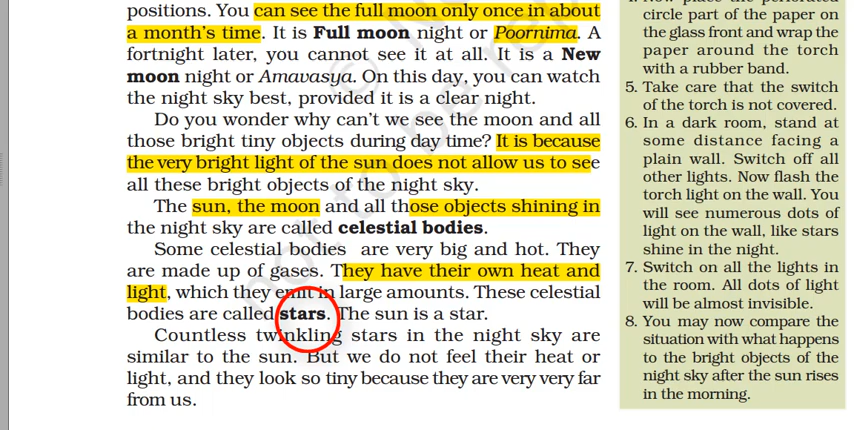 positions. You can see the full moon only once in about
a month's time. It is Full moon night or Poornima. A
fortnight later, you cannot see it at all. It is a New
moon night or Amavasya. On this day, you can watch
the night sky best, provided it is a clear night.
Do you wonder why can't we see the moon and all
those bright tiny objects during day time? It is because
the very bright light of the sun does not allow us to see
all these bright objects of the night sky.
The sun, the moon and all those objects shining in
the night sky are called celestial bodies.
Some celestial bodies are very big and hot. They
are made up of gases. They have their own heat and
light, which they emit in large amounts. These celestial
bodies are called stars. The sun is a star.
Countless twinkling stars in the night sky are
similar to the sun. But we do not feel their heat or
light, and they look so tiny because they are very very far
from us.
circle part of the paper on
the glass front and wrap the
paper around the torch
with a rubber band.
5. Take care that the switch
of the torch is not covered.
6. In a dark room, stand at
some distance facing a
plain wall. Switch off all
other lights. Now flash the
torch light on the wall. You
will see numerous dots of
light on the wall, like stars
shine in the night.
7. Switch on all the lights in
the room. All dots of light
will be almost invisible.
8. You may now compare the
situation with what happens
to the bright objects of the
night sky after the sun rises
in the morning.